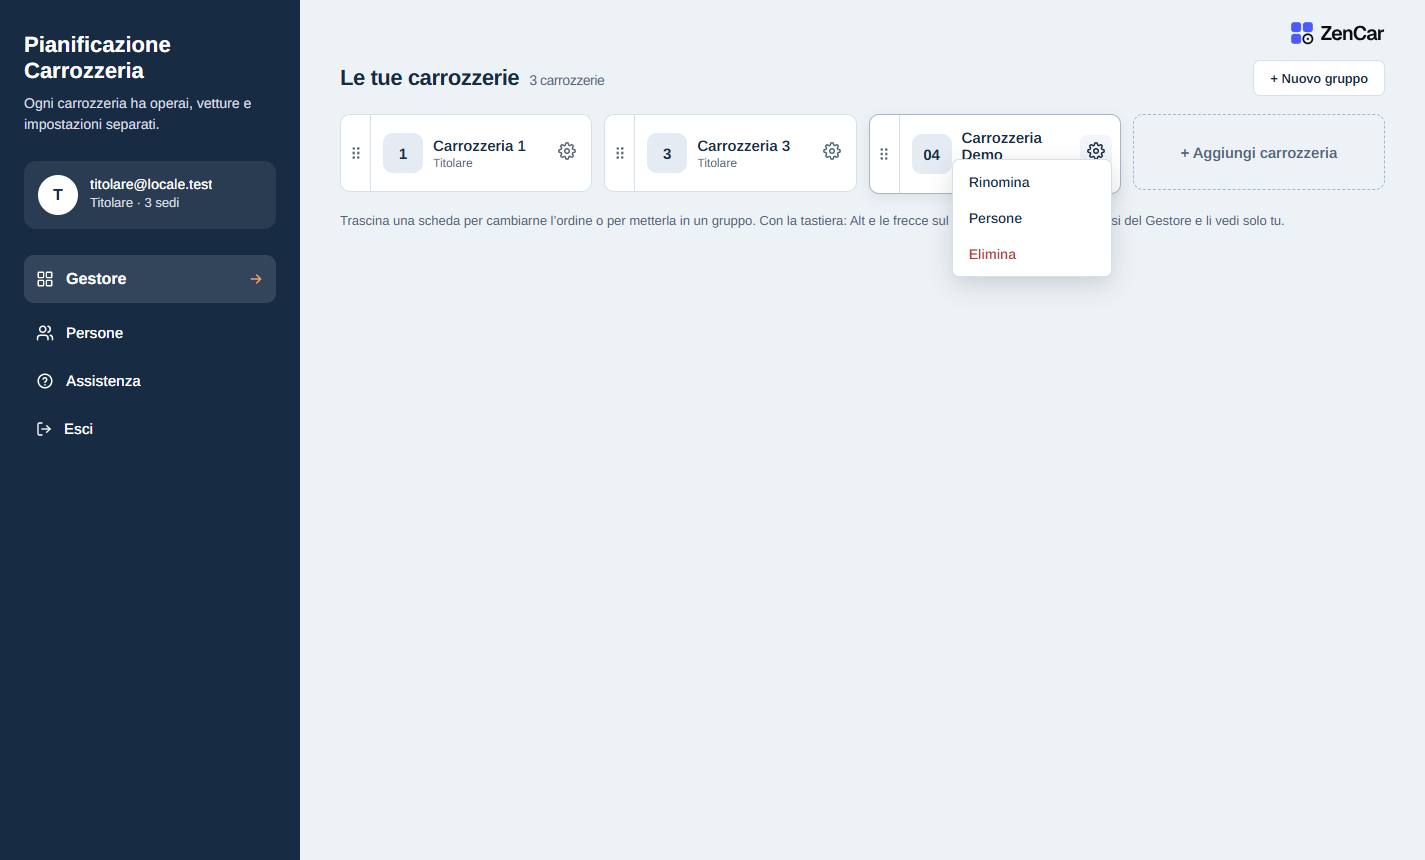 Pianificazione
Carrozzeria
Ogni carrozzeria ha operai, vetture e
impostazioni separati.
T
titolare@locale.test
Titolare · 3 sedi
Gestore
Persone
Assistenza
Esci
ZenCar
Le tue carrozzerie 3 carrozzerie
+ Nuovo gruppo
1
Carrozzeria 1
Titolare
3
Carrozzeria 3
Titolare
04
Carrozzeria
Demo
+ Aggiungi carrozzeria
Rinomina
Persone
Elimina
Trascina una scheda per cambiarne l'ordine o per metterla in un gruppo. Con la tastiera: Alt e le frecce sul
si del Gestore e li vedi solo tu.